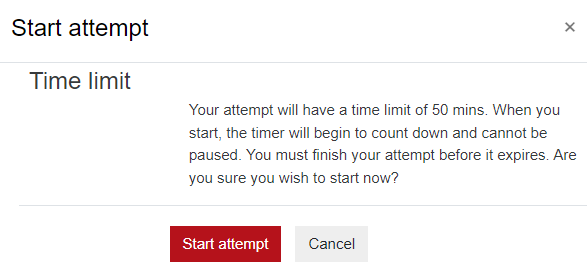 Start attempt
×
Time limit
Your attempt will have a time limit of 50 mins. When you
start, the timer will begin to count down and cannot be
paused. You must finish your attempt before it expires. Are
you sure you wish to start now?
Start attempt
Cancel